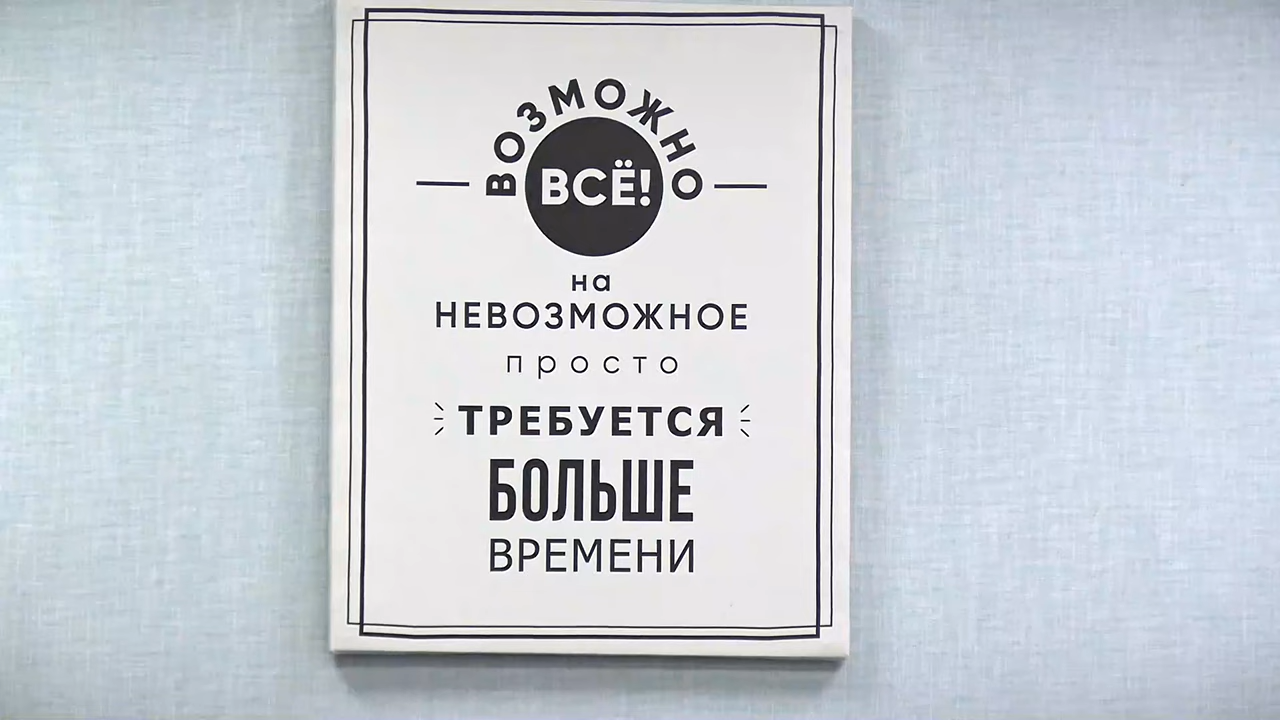 ВОЗМОЖНО
ВСЁ!
на
НЕВОЗМОЖНОЕ
просто
ТРЕБУЕТСЯ
БОЛЬШЕ
ВРЕМЕНИ